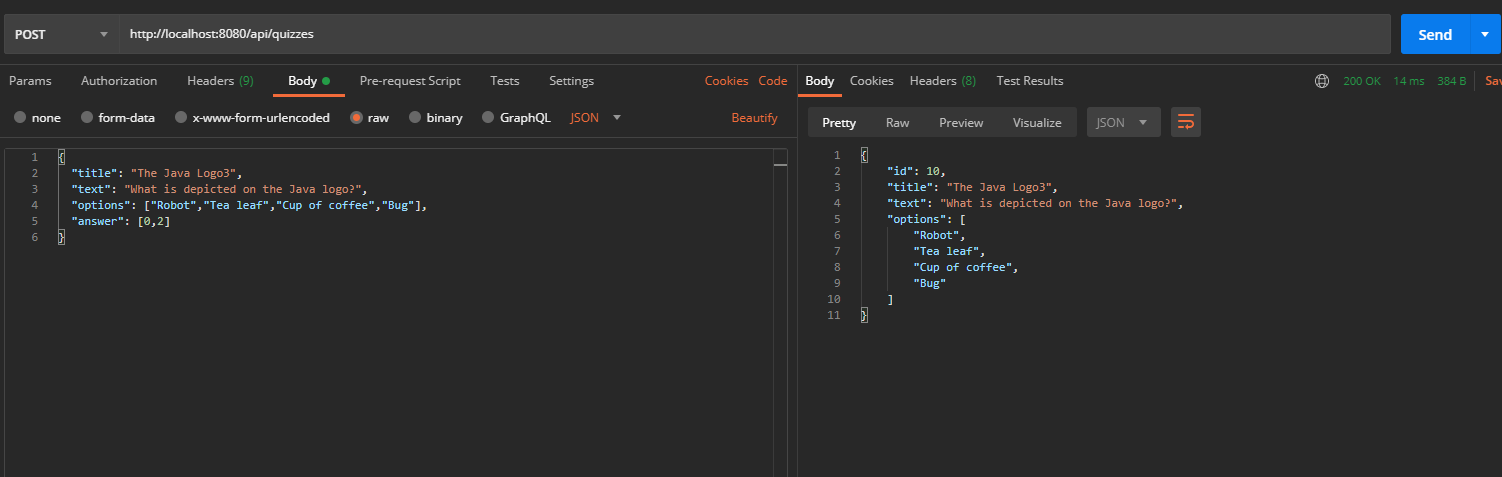 POST http://localhost:8080/api/quizzes Send
Params Authorization Headers (9) Body Pre-request Script Tests Settings Cookies Code
none form-data x-www-form-urlencoded raw binary GraphQL JSON Beautify
1 {
2 "title": "The Java Logo3",
3 "text": "What is depicted on the Java logo?",
4 "options": ["Robot","Tea leaf","Cup of coffee","Bug"],
5 "answer": [0,2]
6 }
Body Cookies Headers (8) Test Results 200 OK 14 ms 384 B Sav
Pretty Raw Preview Visualize JSON
1 {
2 "id": 10,
3 "title": "The Java Logo3",
4 "text": "What is depicted on the Java logo?",
5 "options": [
6 "Robot",
7 "Tea leaf",
8 "Cup of coffee",
9 "Bug"
10 ]
11 }